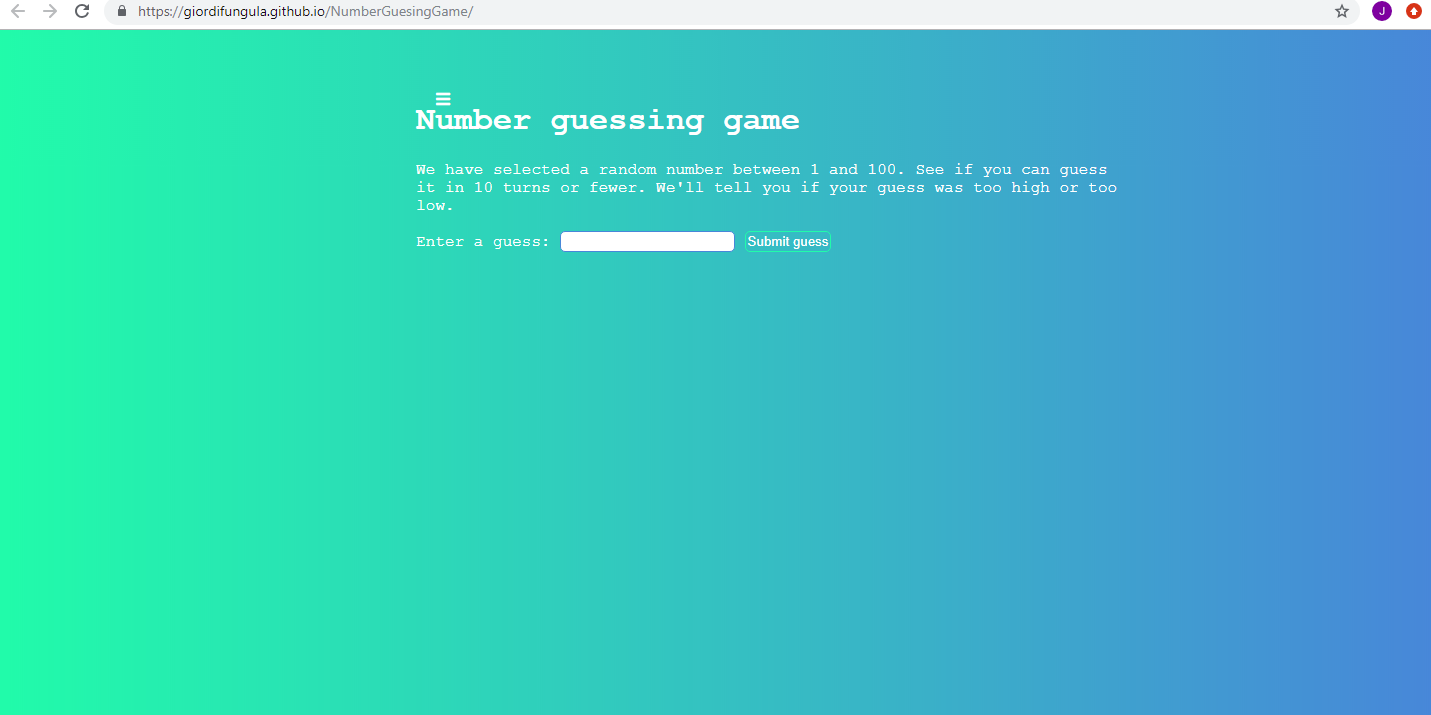 https://giordifungula.github.io/NumberGuesingGame/
J
Number guessing game
We have selected a random number between 1 and 100. See if you can guess
it in 10 turns or fewer. We'll tell you if your guess was too high or too
low.
Enter a guess: Submit guess